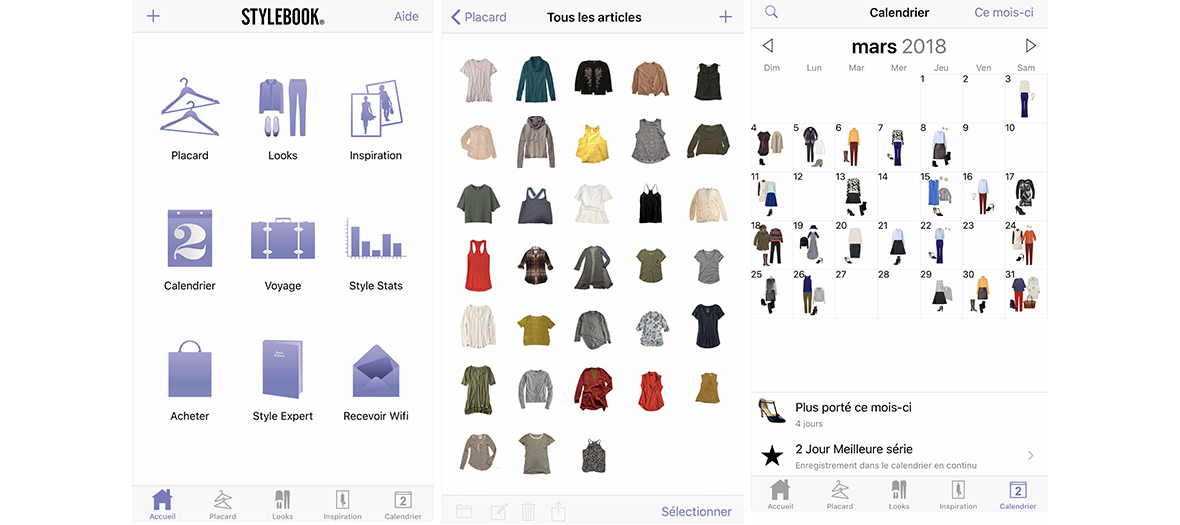 STYLEBOOK®
Aide
Placard
Looks
Inspiration
2
Calendrier
Voyage
Style Stats
Acheter
Style Expert
Recevoir Wifi
Accueil
Placard
Looks
Inspiration
2
Calendrier
Placard
Tous les articles
Sélectionner
Calendrier
Ce mois-ci
mars 2018
Dim Lun Mar Mer Jeu Ven Sam
1 2 3
4 5 6 7 8 9 10
11 12 13 14 15 16 17
18 19 20 21 22 23 24
25 26 27 28 29 30 31
Plus porté ce mois-ci
4 jours
2 Jour Meilleure série
Enregistrement dans le calendrier en continu
Accueil
Placard
Looks
Inspiration
2
Calendrier